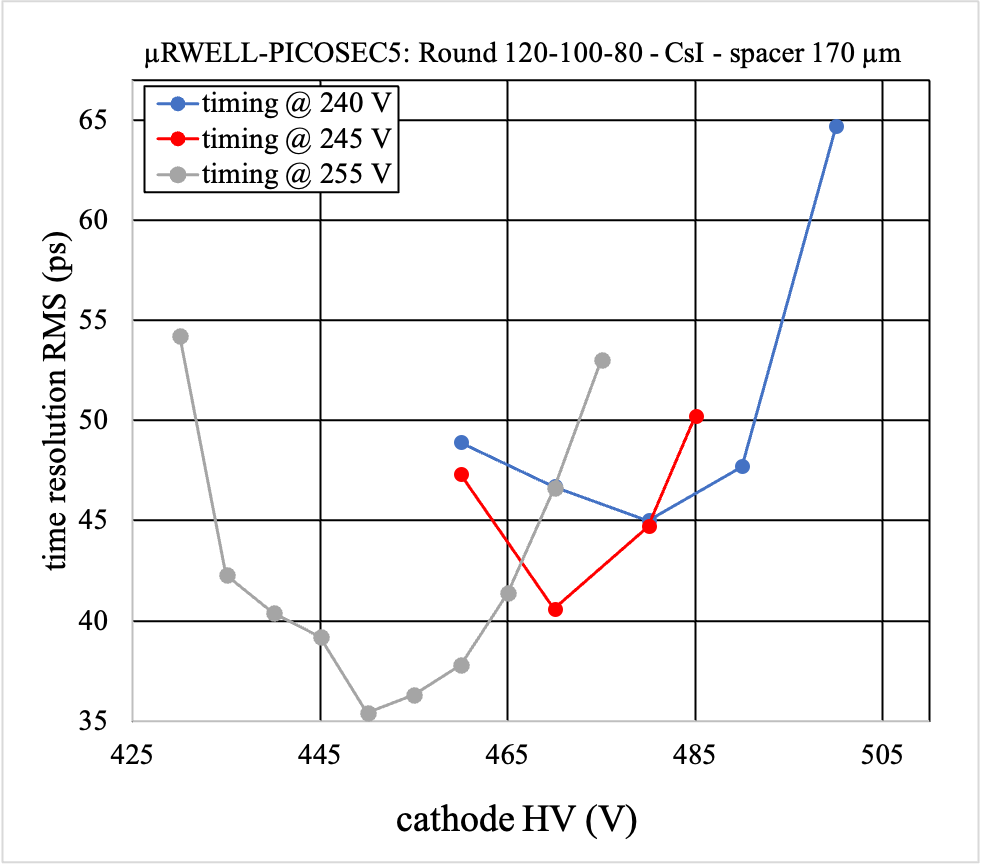 µRWELL-PICOSEC5: Round 120-100-80 - CsI - spacer 170 µm
timing @ 240 V
timing @ 245 V
timing @ 255 V
time resolution RMS (ps)
65
60
55
50
45
40
35
425
445
465
485
505
cathode HV (V)